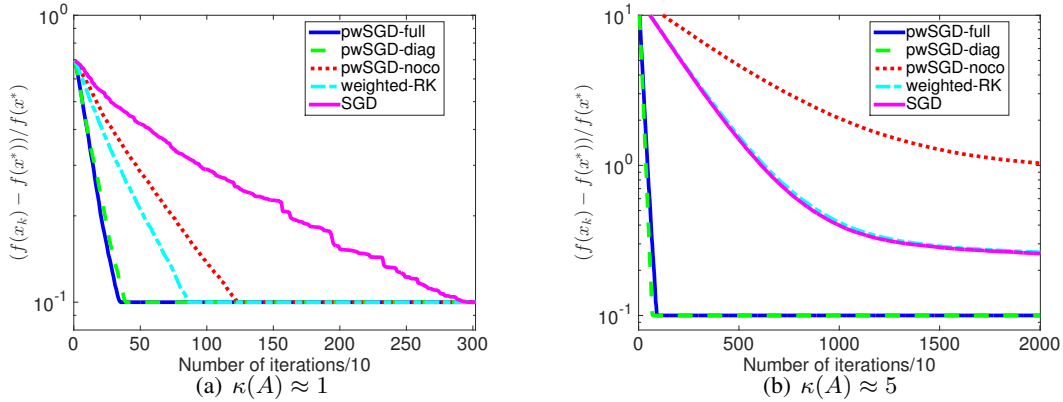 10^0
10^{-1}
(f(x_k) − f(x^*))/f(x^*)
pwSGD-full
pwSGD-diag
pwSGD-noco
weighted-RK
SGD
0 50 100 150 200 250 300
Number of iterations/10
(a) κ(A) ≈ 1
10^1
10^0
10^{-1}
(f(x_k) − f(x^*))/f(x^*)
pwSGD-full
pwSGD-diag
pwSGD-noco
weighted-RK
SGD
0 500 1000 1500 2000
Number of iterations/10
(b) κ(A) ≈ 5